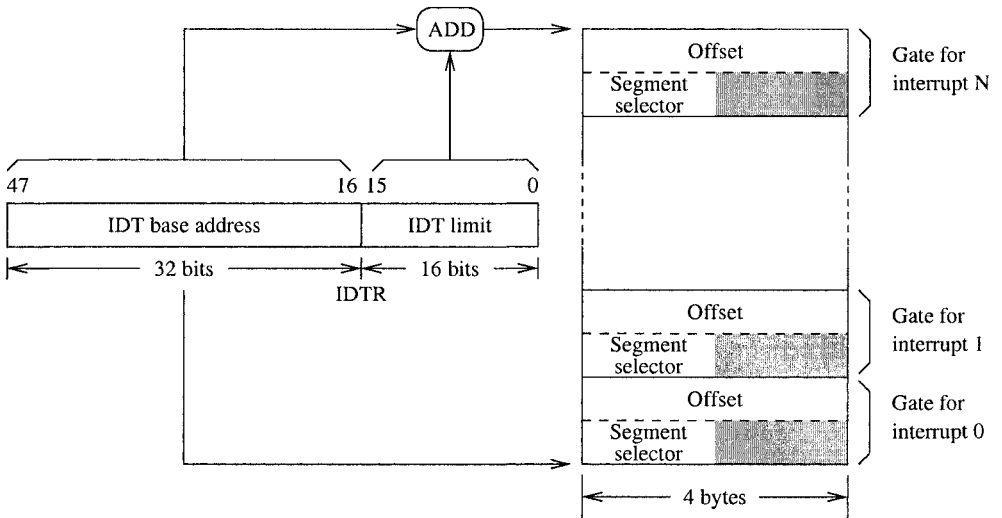 ADD
Offset
Segment
selector
Gate for
interrupt N
47
16
15
0
IDT base address
IDT limit
32 bits
16 bits
IDTR
Offset
Segment
selector
Gate for
interrupt 1
Offset
Segment
selector
Gate for
interrupt 0
4 bytes